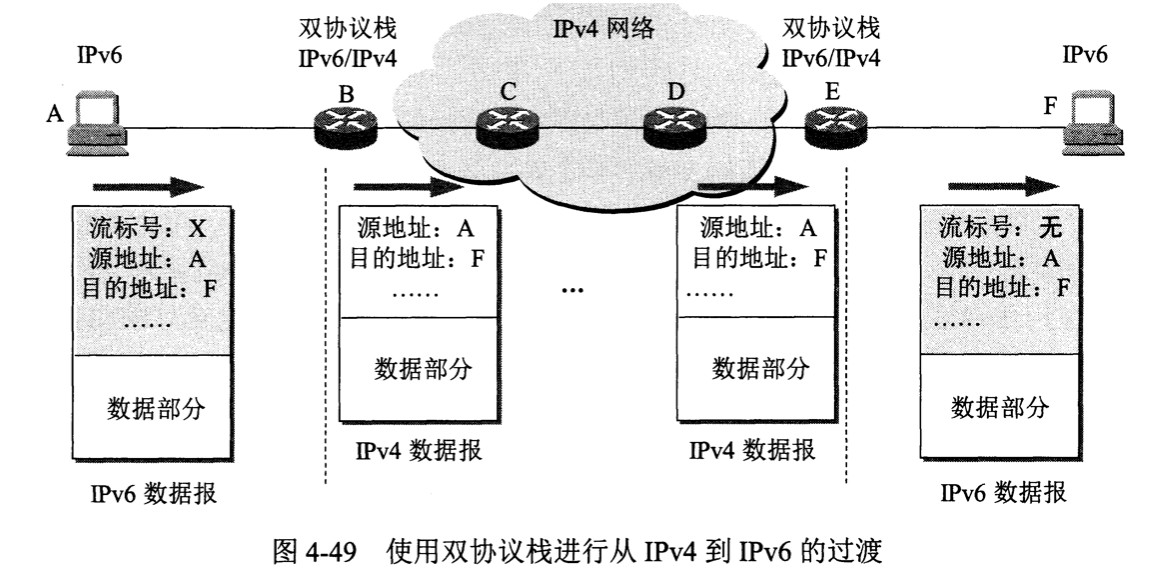 IPv6
双协议栈
IPv6/IPv4
IPv4 网络
双协议栈
IPv6/IPv4
IPv6
A
B
C
D
E
F
流标号：X
源地址：A
目的地址：F
……
数据部分
IPv6 数据报
源地址：A
目的地址：F
……
数据部分
IPv4 数据报
…
源地址：A
目的地址：F
……
数据部分
IPv4 数据报
流标号：无
源地址：A
目的地址：F
……
数据部分
IPv6 数据报
图 4-49 使用双协议栈进行从 IPv4 到 IPv6 的过渡